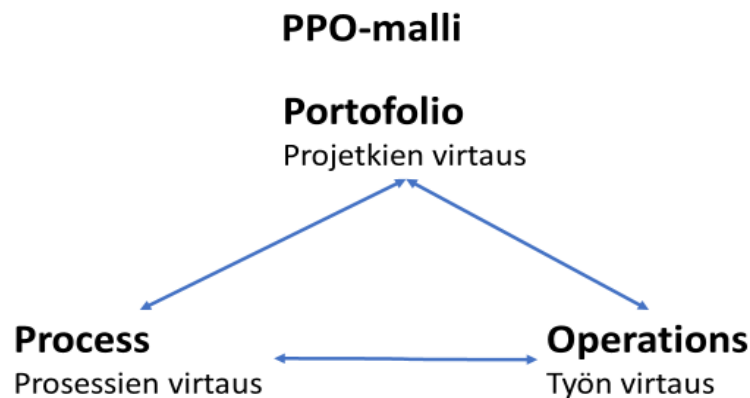 PPO-malli
Portofolio
Projetkien virtaus
Process
Prosessien virtaus
Operations
Työn virtaus